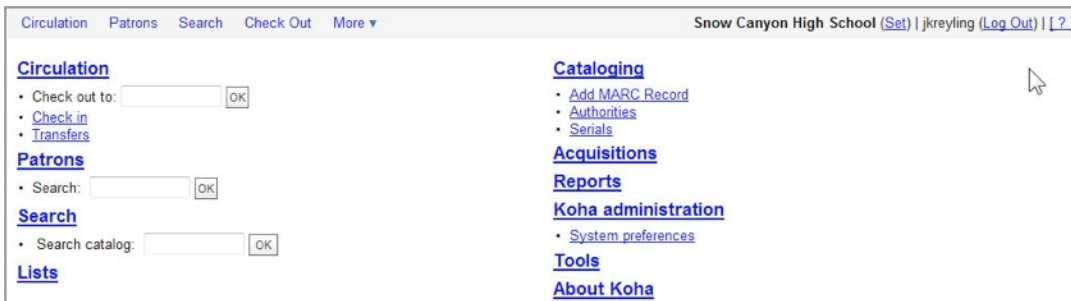 Circulation Patrons Search Check Out More ▾ Snow Canyon High School (Set) | jkreyling (Log Out) | [ ? ]
Circulation
• Check out to: OK
• Check in
• Transfers
Patrons
• Search: OK
Search
• Search catalog: OK
Lists
Cataloging
• Add MARC Record
• Authorities
• Serials
Acquisitions
Reports
Koha administration
• System preferences
Tools
About Koha